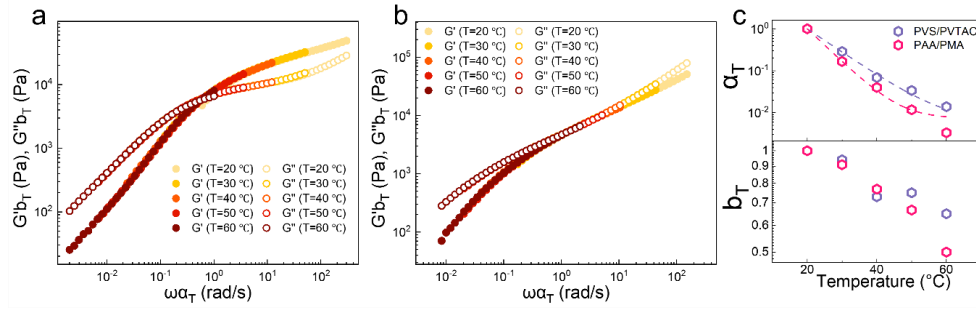 a
G'b_T (Pa), G''b_T (Pa)
10^4
10^3
10^2
G' (T=20 ℃) G'' (T=20 ℃)
G' (T=30 ℃) G'' (T=30 ℃)
G' (T=40 ℃) G'' (T=40 ℃)
G' (T=50 ℃) G'' (T=50 ℃)
G' (T=60 ℃) G'' (T=60 ℃)
10^-2 10^-1 10^0 10^1 10^2
ωα_T (rad/s)
b
G'b_T (Pa), G''b_T (Pa)
G' (T=20 ℃) G'' (T=20 ℃)
G' (T=30 ℃) G'' (T=30 ℃)
G' (T=40 ℃) G'' (T=40 ℃)
G' (T=50 ℃) G'' (T=50 ℃)
G' (T=60 ℃) G'' (T=60 ℃)
10^5
10^4
10^3
10^2
10^-2 10^-1 10^0 10^1 10^2
ωα_T (rad/s)
c
PVS/PVTAC
PAA/PMA
α_T
10^0
10^-1
10^-2
b_T
1
0.9
0.8
0.7
0.6
0.5
20 30 40 50 60
Temperature (°C)